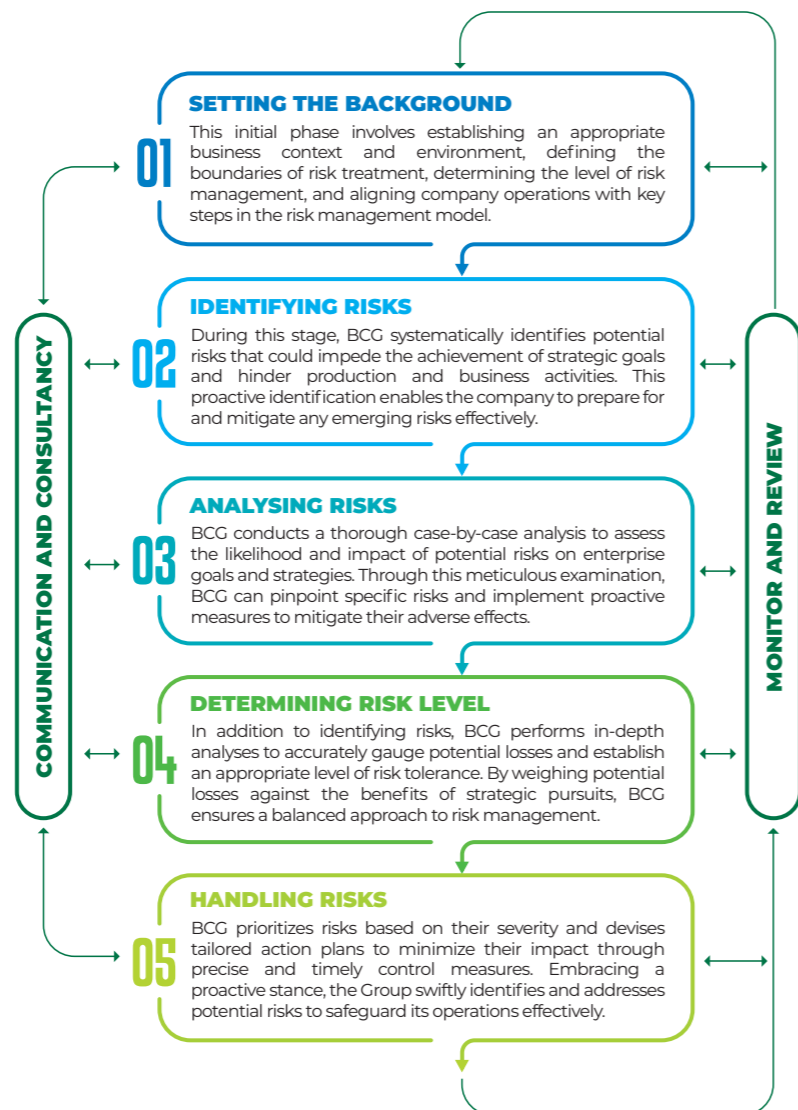 SETTING THE BACKGROUND
01
This initial phase involves establishing an appropriate
business context and environment, defining the
boundaries of risk treatment, determining the level of risk
management, and aligning company operations with key
steps in the risk management model.
COMMUNICATION AND CONSULTANCY
IDENTIFYING RISKS
02
During this stage, BCG systematically identifies potential
risks that could impede the achievement of strategic goals
and hinder production and business activities. This
proactive identification enables the company to prepare for
and mitigate any emerging risks effectively.
ANALYSING RISKS
03
BCG conducts a thorough case-by-case analysis to assess
the likelihood and impact of potential risks on enterprise
goals and strategies. Through this meticulous examination,
BCG can pinpoint specific risks and implement proactive
measures to mitigate their adverse effects.
DETERMINING RISK LEVEL
04
In addition to identifying risks, BCG performs in-depth
analyses to accurately gauge potential losses and establish
an appropriate level of risk tolerance. By weighing potential
losses against the benefits of strategic pursuits, BCG
ensures a balanced approach to risk management.
HANDLING RISKS
05
BCG prioritizes risks based on their severity and devises
tailored action plans to minimize their impact through
precise and timely control measures. Embracing a
proactive stance, the Group swiftly identifies and addresses
potential risks to safeguard its operations effectively.
MONITOR AND REVIEW